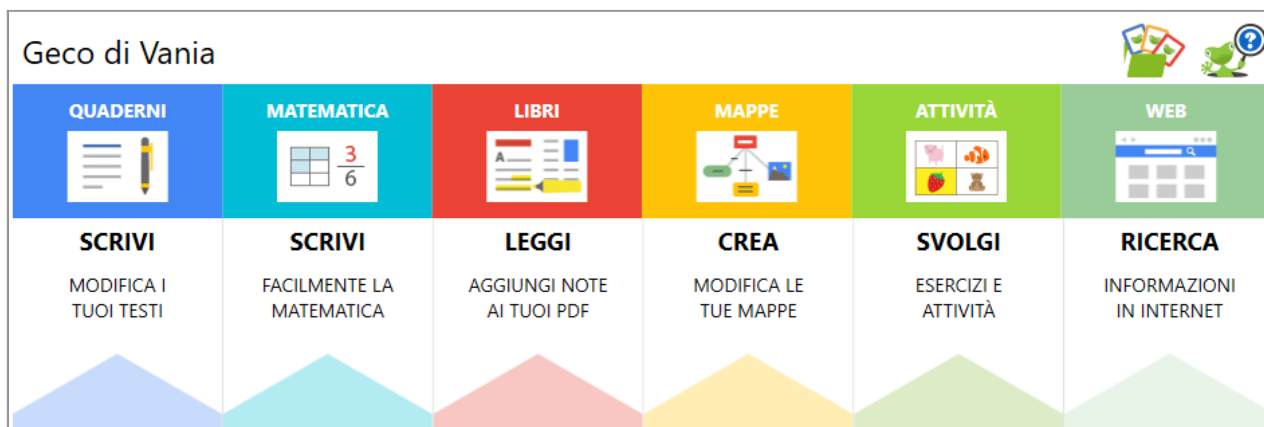 Geco di Vania
?
QUADERNI
MATEMATICA
LIBRI
MAPPE
ATTIVITÀ
WEB
3
6
A
SCRIVI
MODIFICA I
TUOI TESTI
SCRIVI
FACILMENTE LA
MATEMATICA
LEGGI
AGGIUNGI NOTE
AI TUOI PDF
CREA
MODIFICA LE
TUE MAPPE
SVOLGI
ESERCIZI E
ATTIVITÀ
RICERCA
INFORMAZIONI
IN INTERNET